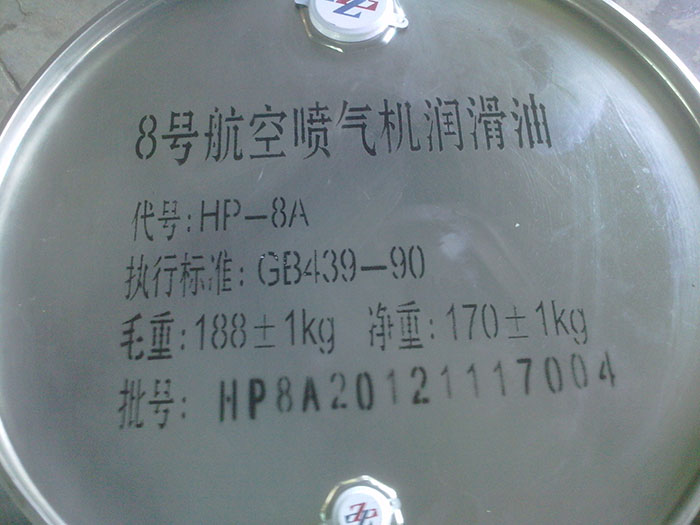 8号航空喷气机润滑油
代号:HP-8A
执行标准:GB439-90
毛重:188±1kg 净重:170±1kg
批号:HP8A20121117004